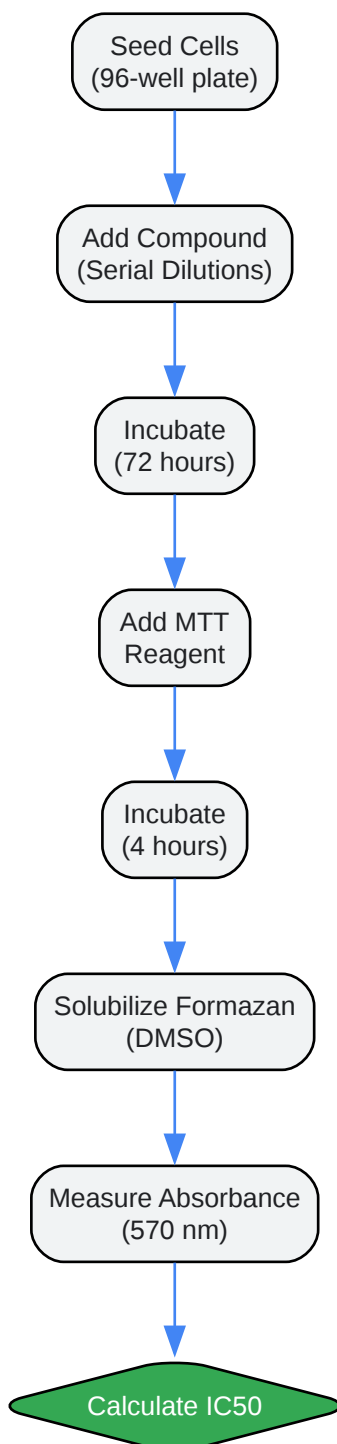 Seed Cells
(96-well plate)
Add Compound
(Serial Dilutions)
Incubate
(72 hours)
Add MTT
Reagent
Incubate
(4 hours)
Solubilize Formazan
(DMSO)
Measure Absorbance
(570 nm)
Calculate IC50